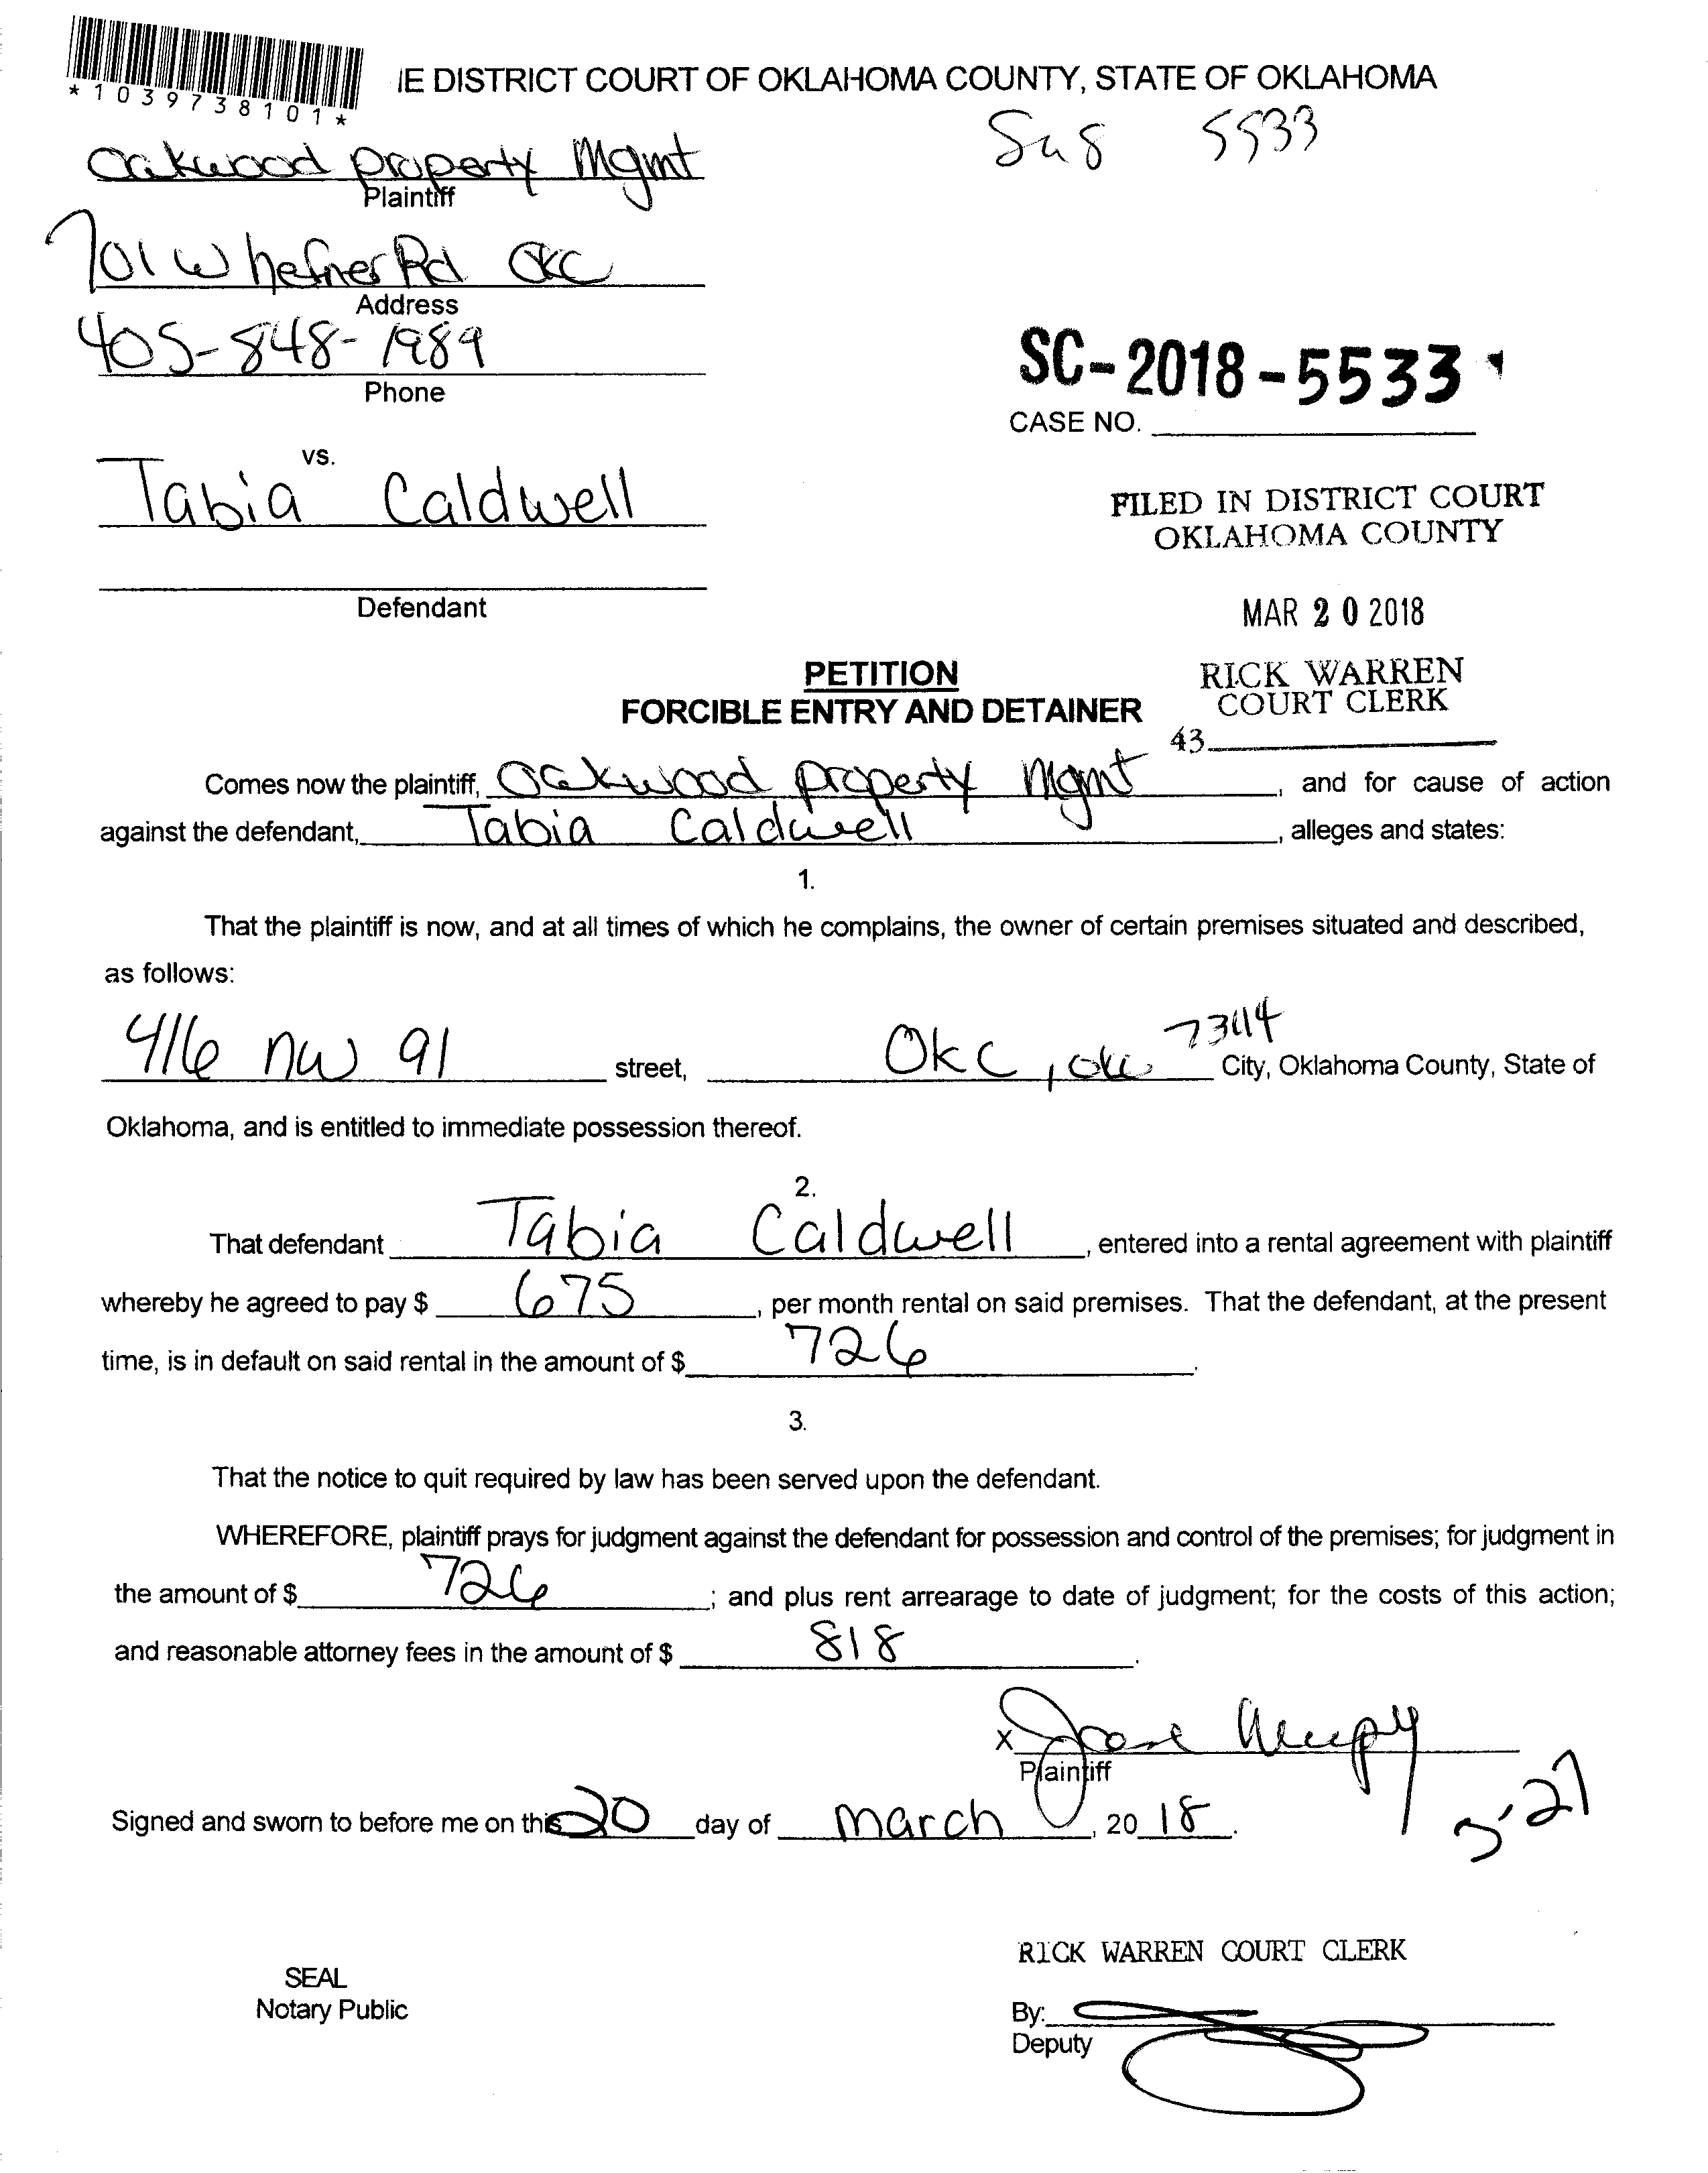 *1039738101*
IE DISTRICT COURT OF OKLAHOMA COUNTY, STATE OF OKLAHOMA
5533
Oakwood Property Mgmt
Plaintiff
701 W hefner Rd OKC
Address
405-848-1989
Phone
SC-2018-5533
CASE NO.
vs.
Tabia Caldwell
FILED IN DISTRICT COURT
OKLAHOMA COUNTY
Defendant
MAR 20 2018
PETITION
FORCIBLE ENTRY AND DETAINER
RICK WARREN
COURT CLERK
43
Comes now the plaintiff, Oakwood property Mgmt, and for cause of action
against the defendant, Tabia Caldwell, alleges and states:
1.
That the plaintiff is now, and at all times of which he complains, the owner of certain premises situated and described,
as follows:
416 NW 91 street, OKC, OK 73114 City, Oklahoma County, State of
Oklahoma, and is entitled to immediate possession thereof.
2.
That defendant Tabia Caldwell, entered into a rental agreement with plaintiff
whereby he agreed to pay $ 675, per month rental on said premises. That the defendant, at the present
time, is in default on said rental in the amount of $ 726.
3.
That the notice to quit required by law has been served upon the defendant.
WHEREFORE, plaintiff prays for judgment against the defendant for possession and control of the premises; for judgment in
the amount of $ 726; and plus rent arrearage to date of judgment; for the costs of this action;
and reasonable attorney fees in the amount of $ 818.
X
Plaintiff
Signed and sworn to before me on this 20 day of March, 20 18.
3-27
RICK WARREN COURT CLERK
SEAL
Notary Public
By:
Deputy